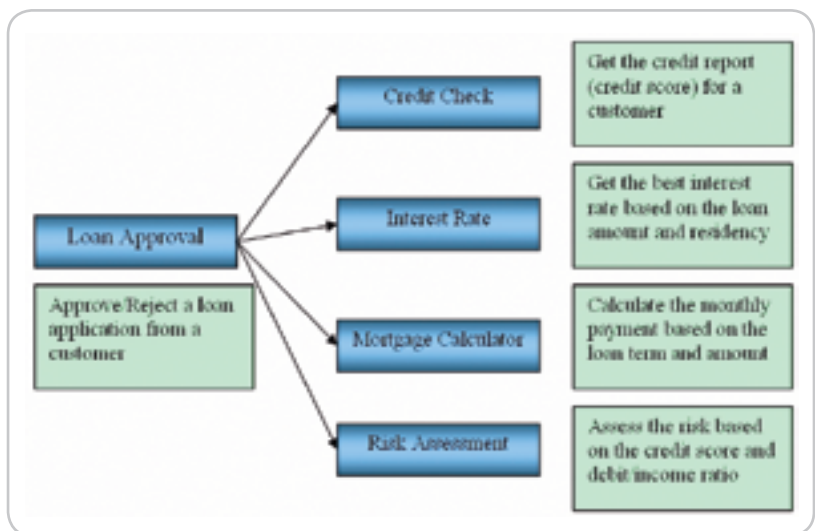 Credit Check
Get the credit report
(credit score) for a
customer
Interest Rate
Get the best interest
rate based on the loan
amount and residency
Loan Approval
Approve/Reject a loan
application from a
customer
Mortgage Calculator
Calculate the monthly
payment based on the
loan term and amount
Risk Assessment
Assess the risk based
on the credit score and
debit/income ratio